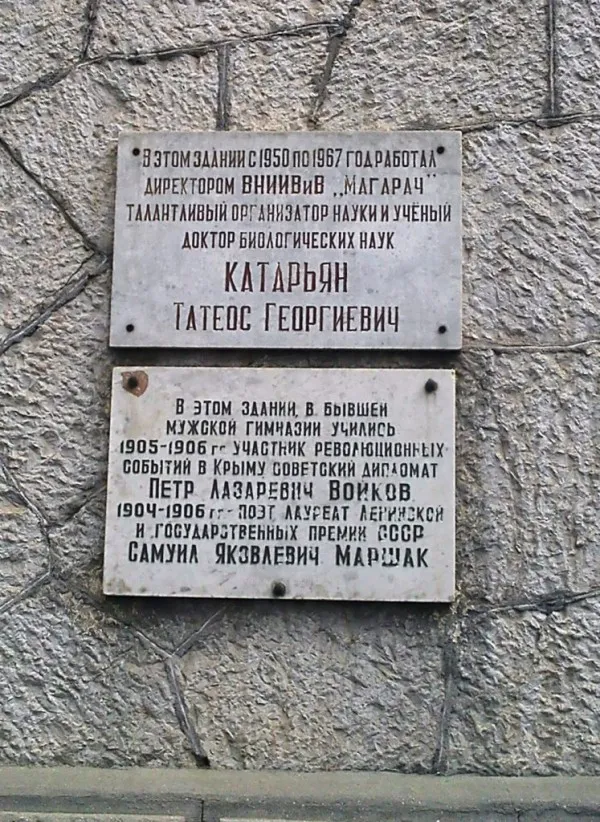 В ЭТОМ ЗДАНИИ С 1950 ПО 1967 ГОД РАБОТАЛ
ДИРЕКТОРОМ ВНИИВиВ „МАГАРАЧ"
ТАЛАНТЛИВЫЙ ОРГАНИЗАТОР НАУКИ И УЧЁНЫЙ
ДОКТОР БИОЛОГИЧЕСКИХ НАУК
КАТАРЬЯН
ТАТЕОС ГЕОРГИЕВИЧ
В ЭТОМ ЗДАНИИ, В БЫВШЕЙ
МУЖСКОЙ ГИМНАЗИИ УЧИЛИСЬ
1905-1906 гг УЧАСТНИК РЕВОЛЮЦИОННЫХ
СОБЫТИЙ В КРЫМУ СОВЕТСКИЙ ДИПЛОМАТ
ПЕТР ЛАЗАРЕВИЧ ВОЙКОВ
1904-1906 гг- ПОЭТ ЛАУРЕАТ ЛЕНИНСКОЙ
И ГОСУДАРСТВЕННЫХ ПРЕМИЙ СССР
САМУИЛ ЯКОВЛЕВИЧ МАРШАК